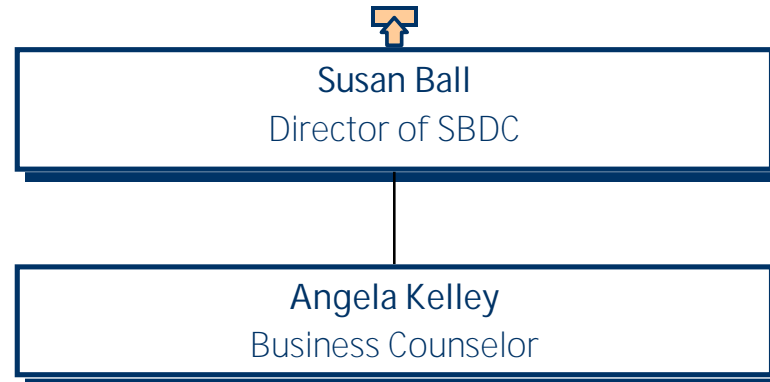 Susan Ball
Director of SBDC
Angela Kelley
Business Counselor